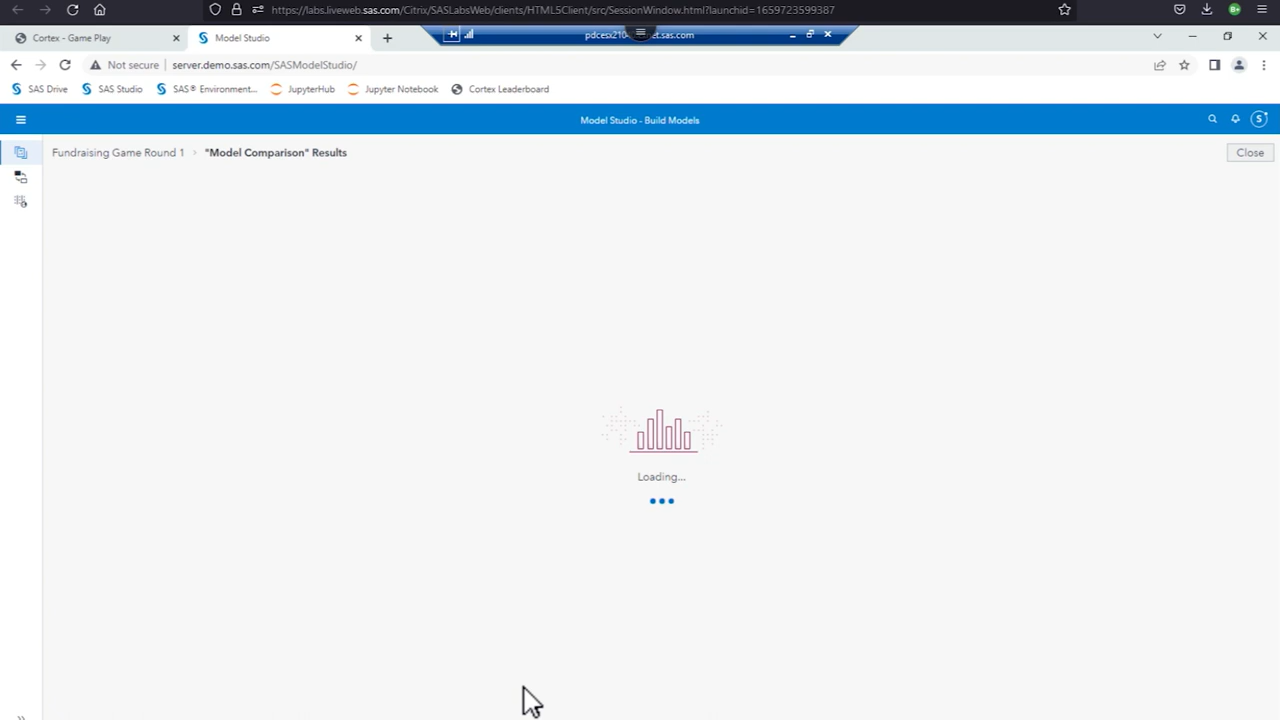 https://labs.liveweb.sas.com/Citrix/SASLabsWeb/clients/HTML5Client/src/SessionWindow.html?launchid=1659723599387
Cortex - Game Play
Model Studio
Not secure
server.demo.sas.com/SASModelStudio/
SAS Drive
SAS Studio
SAS® Environment...
JupyterHub
Jupyter Notebook
Cortex Leaderboard
Model Studio - Build Models
Fundraising Game Round 1
"Model Comparison" Results
Close
Loading...